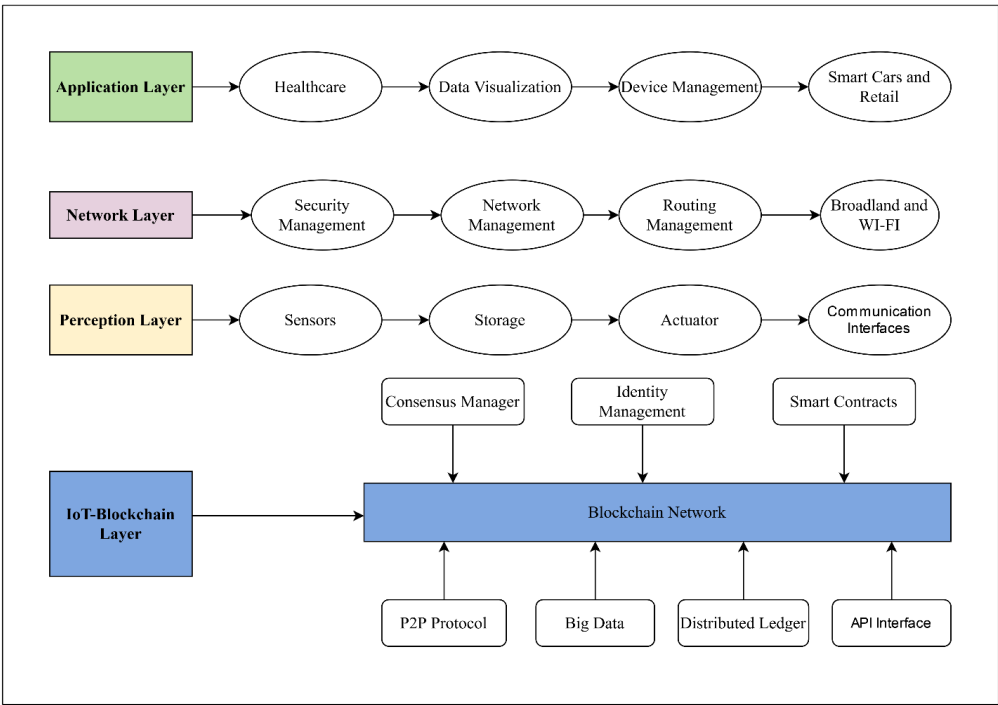 Application Layer
Healthcare
Data Visualization
Device Management
Smart Cars and
Retail
Network Layer
Security
Management
Network
Management
Routing
Management
Broadland and
WI-FI
Perception Layer
Sensors
Storage
Actuator
Communication
Interfaces
Consensus Manager
Identity
Management
Smart Contracts
IoT-Blockchain
Layer
Blockchain Network
P2P Protocol
Big Data
Distributed Ledger
API Interface